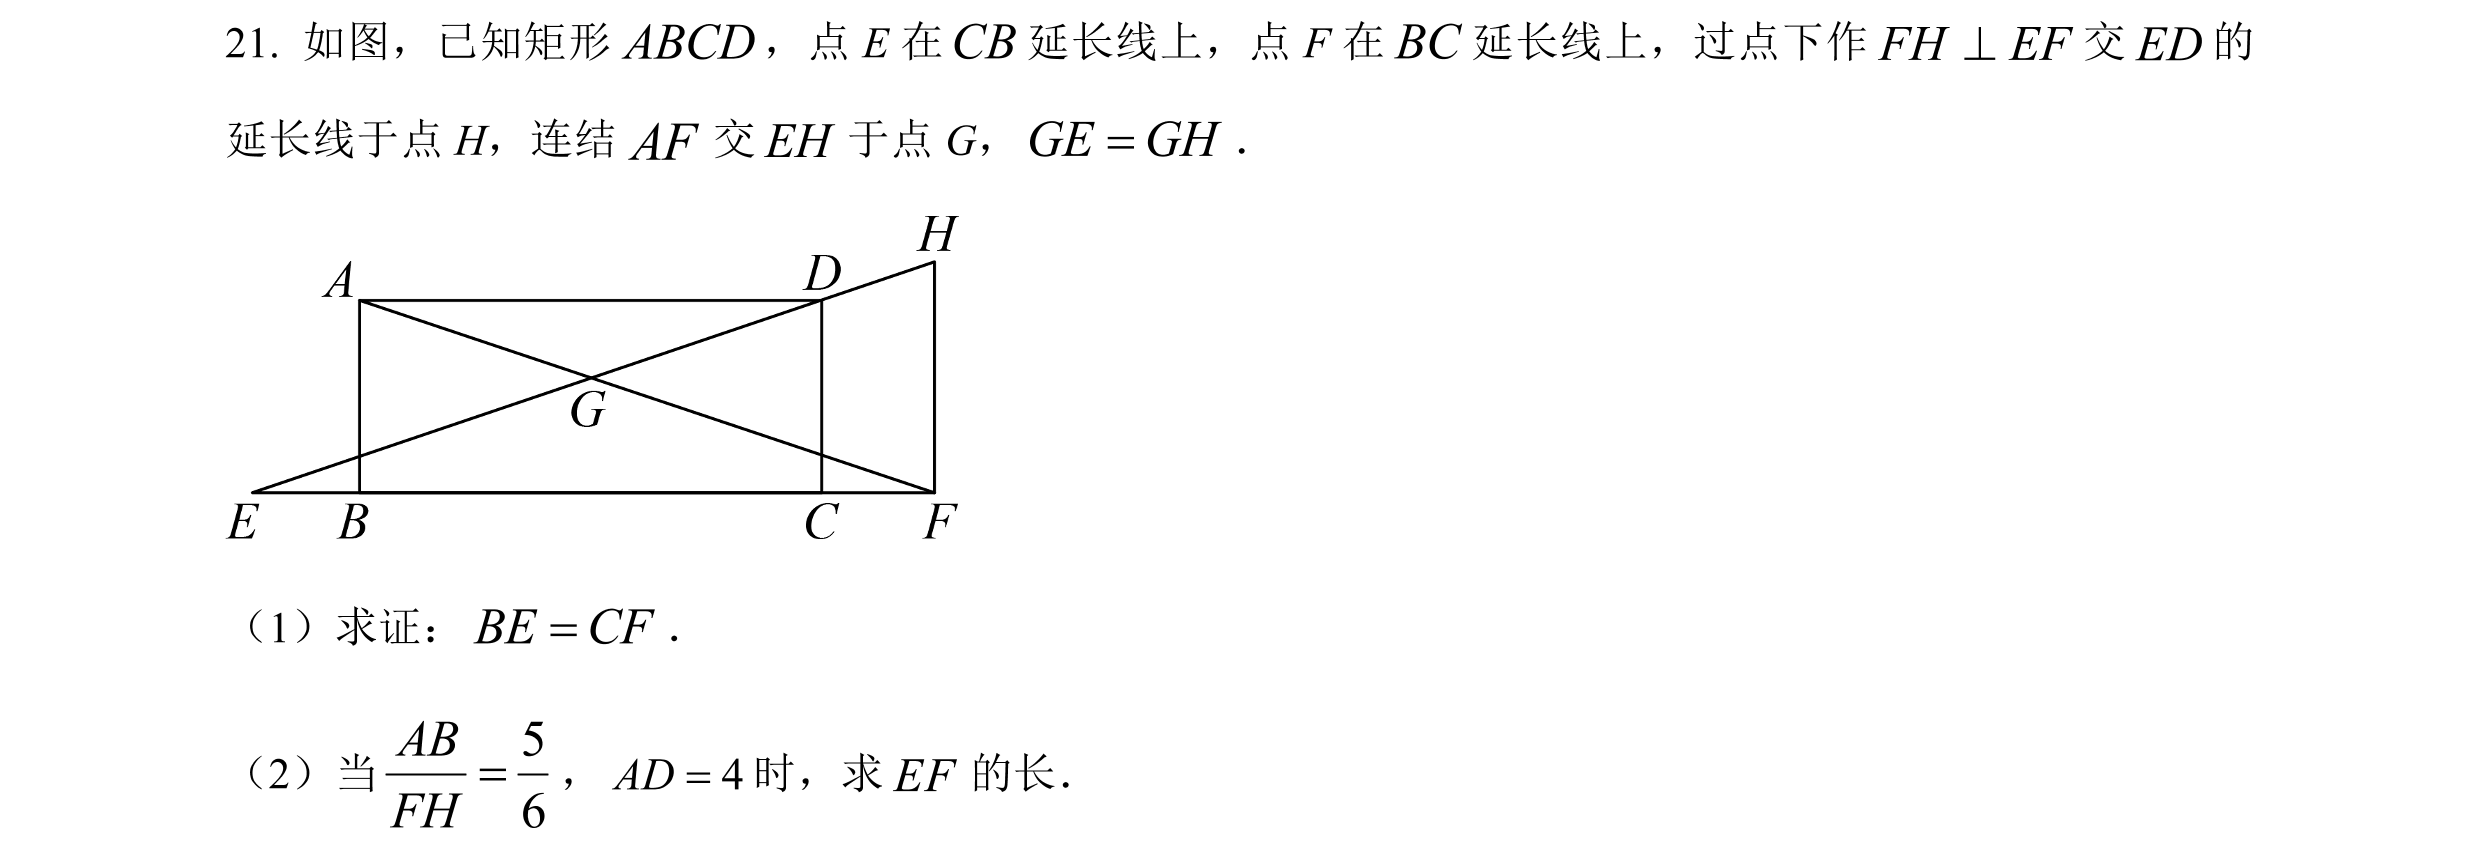 21. 如图，已知矩形 ABCD，点 E 在 CB 延长线上，点 F 在 BC 延长线上，过点下作 FH ⊥ EF 交 ED 的
延长线于点 H，连结 AF 交 EH 于点 G， GE = GH .
H
A D
G
E B C F
（1）求证： BE = CF .
（2）当 AB/FH = 5/6 ， AD = 4 时，求 EF 的长.